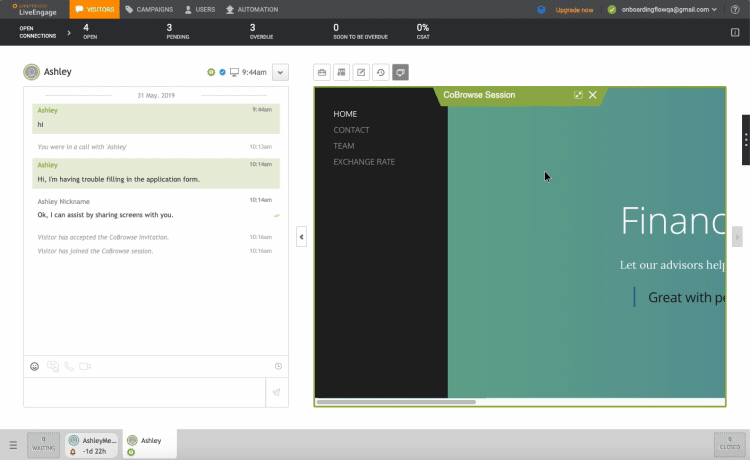 LIVEPERSON
LiveEngage
VISITORS
CAMPAIGNS
USERS
AUTOMATION
Upgrade now
onboardingflowqa@gmail.com
OPEN
CONNECTIONS
4
OPEN
3
PENDING
3
OVERDUE
0
SOON TO BE OVERDUE
0%
CSAT
Ashley
9:44am
31 May, 2019
Ashley 9:44am
hi
You were in a call with 'Ashley' 10:13am
Ashley 10:14am
Hi, I'm having trouble filling in the application form.
Ashley Nickname 10:14am
Ok, I can assist by sharing screens with you.
Visitor has accepted the CoBrowse invitation. 10:16am
Visitor has joined the CoBrowse session. 10:16am
CoBrowse Session
HOME
CONTACT
TEAM
EXCHANGE RATE
Financ
Let our advisors help
Great with pe
0
WAITING
AshleyMe...
-1d 22h
Ashley
0
CLOSED